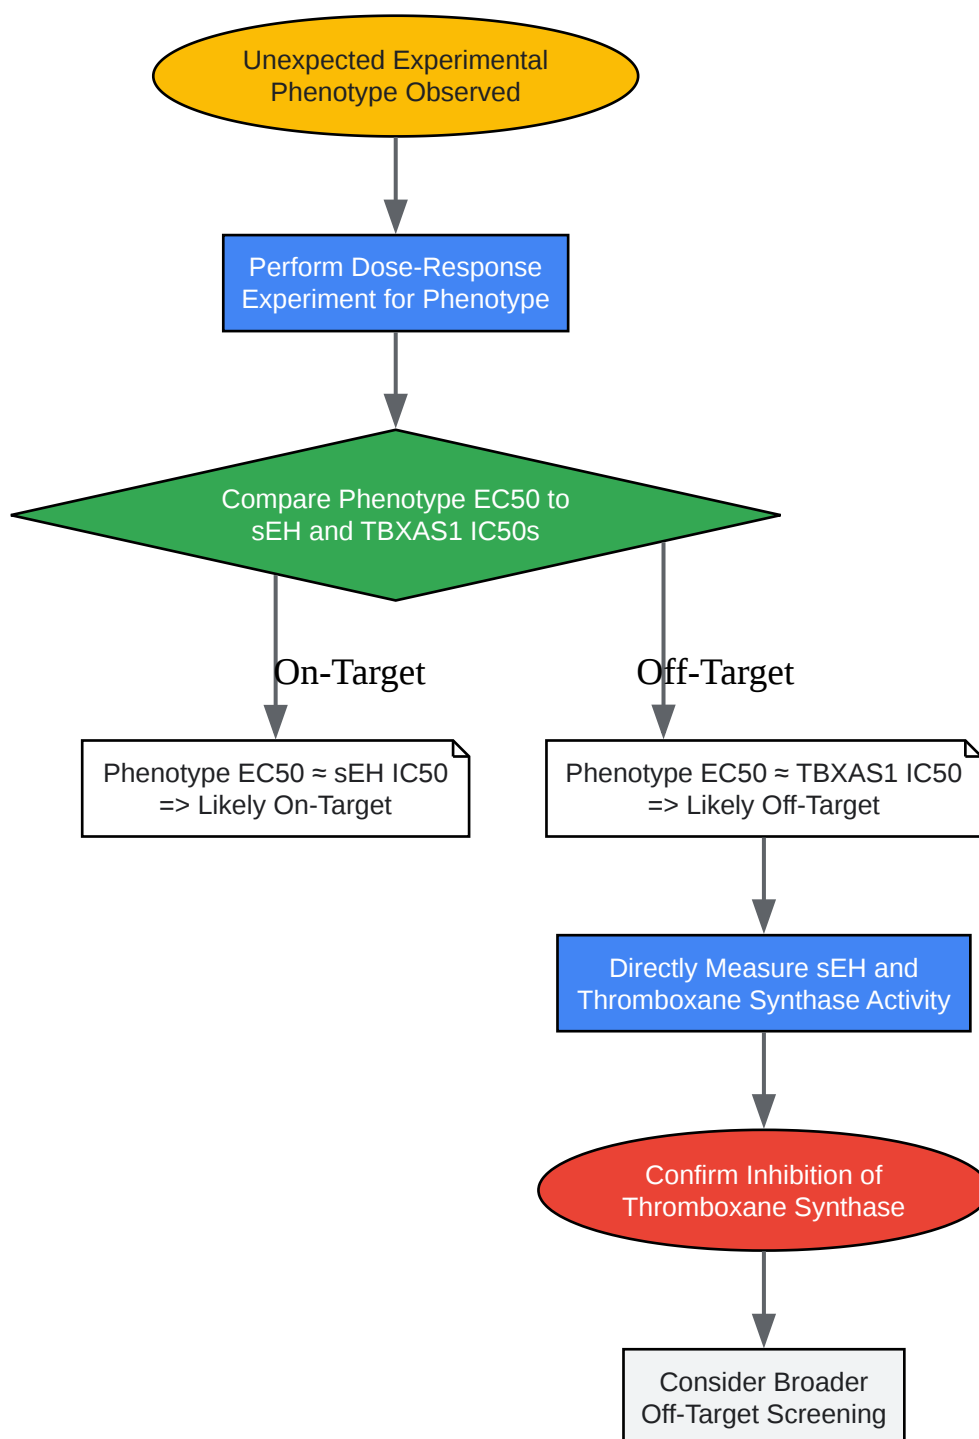 Unexpected Experimental
Phenotype Observed
Perform Dose-Response
Experiment for Phenotype
Compare Phenotype EC50 to
sEH and TBXAS1 IC50s
On-Target
Off-Target
Phenotype EC50 ≈ sEH IC50
=> Likely On-Target
Phenotype EC50 ≈ TBXAS1 IC50
=> Likely Off-Target
Directly Measure sEH and
Thromboxane Synthase Activity
Confirm Inhibition of
Thromboxane Synthase
Consider Broader
Off-Target Screening